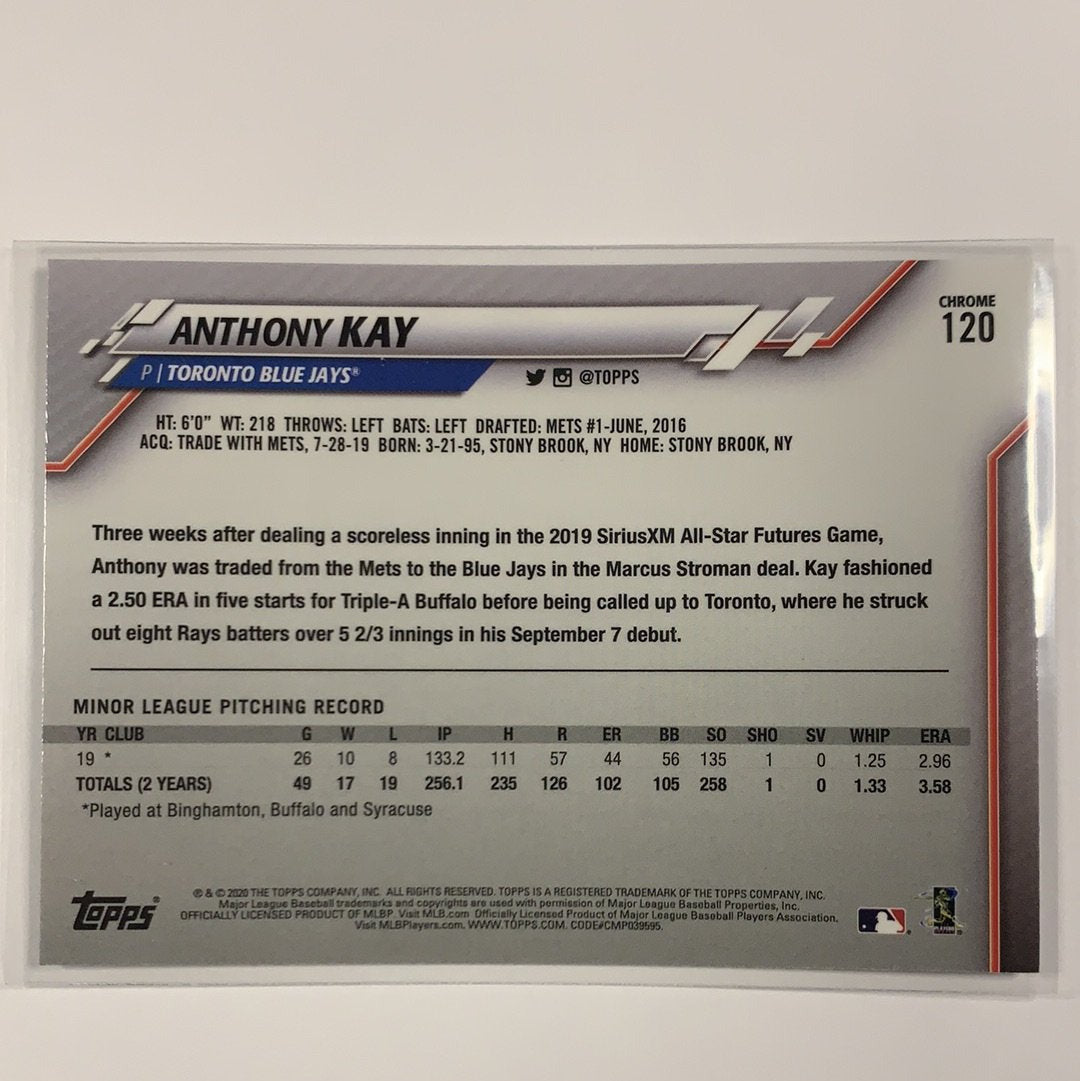 CHROME
120
ANTHONY KAY
P | TORONTO BLUE JAYS®
@TOPPS
HT: 6'0" WT: 218 THROWS: LEFT BATS: LEFT DRAFTED: METS #1-JUNE, 2016
ACQ: TRADE WITH METS, 7-28-19 BORN: 3-21-95, STONY BROOK, NY HOME: STONY BROOK, NY
Three weeks after dealing a scoreless inning in the 2019 SiriusXM All-Star Futures Game,
Anthony was traded from the Mets to the Blue Jays in the Marcus Stroman deal. Kay fashioned
a 2.50 ERA in five starts for Triple-A Buffalo before being called up to Toronto, where he struck
out eight Rays batters over 5 2/3 innings in his September 7 debut.
MINOR LEAGUE PITCHING RECORD
YR CLUB G W L IP H R ER BB SO SHO SV WHIP ERA
19 * 26 10 8 133.2 111 57 44 56 135 1 0 1.25 2.96
TOTALS (2 YEARS) 49 17 19 256.1 235 126 102 105 258 1 0 1.33 3.58
*Played at Binghamton, Buffalo and Syracuse
Topps®
® & © 2020 THE TOPPS COMPANY, INC. ALL RIGHTS RESERVED. TOPPS IS A REGISTERED TRADEMARK OF THE TOPPS COMPANY, INC.
Major League Baseball trademarks and copyrights are used with permission of Major League Baseball Properties, Inc.
OFFICIALLY LICENSED PRODUCT OF MLBP. Visit MLB.com Officially Licensed Product of Major League Baseball Players Association.
Visit MLBPlayers.com. WWW.TOPPS.COM. CODE#CMP039595.